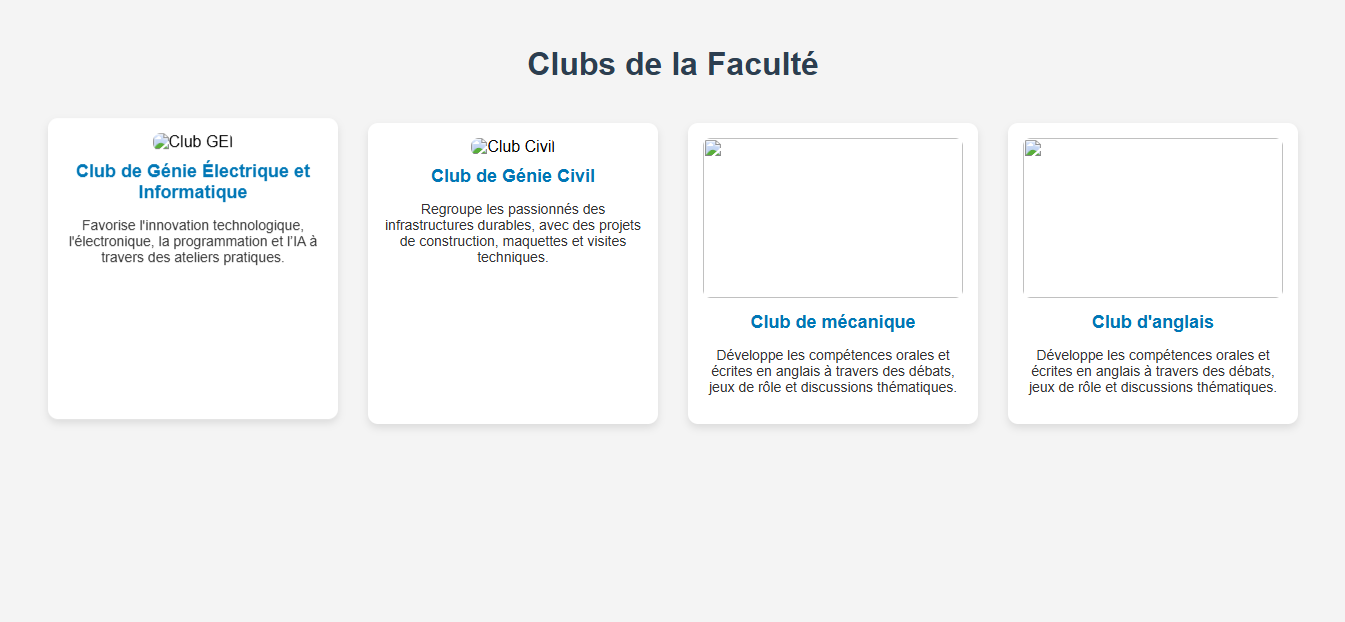 Clubs de la Faculté
Club GEI
Club de Génie Électrique et
Informatique
Favorise l'innovation technologique,
l'électronique, la programmation et l’IA à
travers des ateliers pratiques.
Club Civil
Club de Génie Civil
Regroupe les passionnés des
infrastructures durables, avec des projets
de construction, maquettes et visites
techniques.
Club de mécanique
Développe les compétences orales et
écrites en anglais à travers des débats,
jeux de rôle et discussions thématiques.
Club d'anglais
Développe les compétences orales et
écrites en anglais à travers des débats,
jeux de rôle et discussions thématiques.